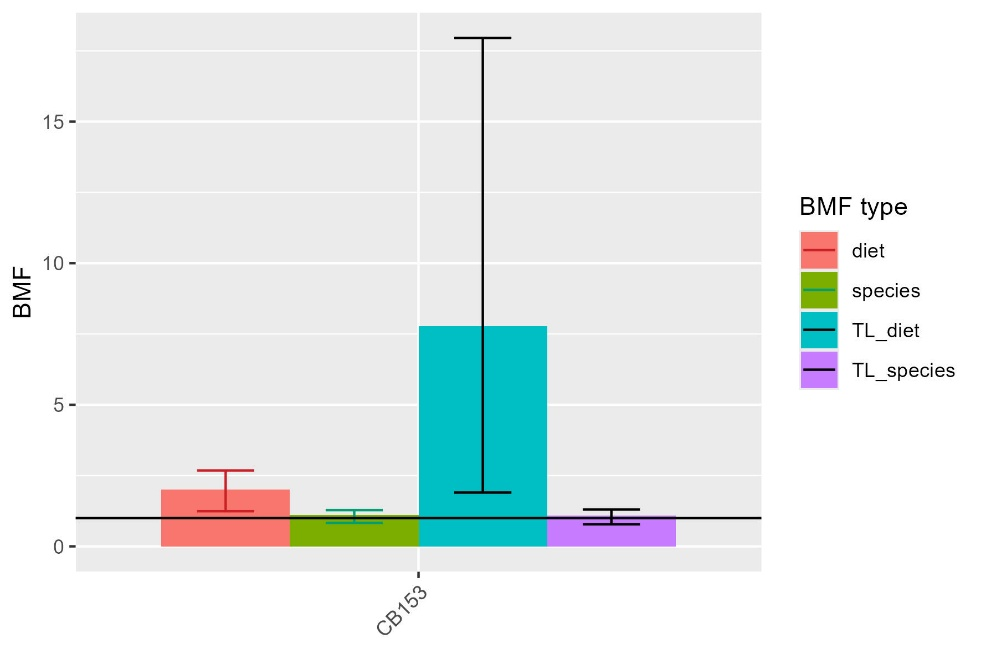 BMF
15
10
5
0
CB153
BMF type
diet
species
TL_diet
TL_species